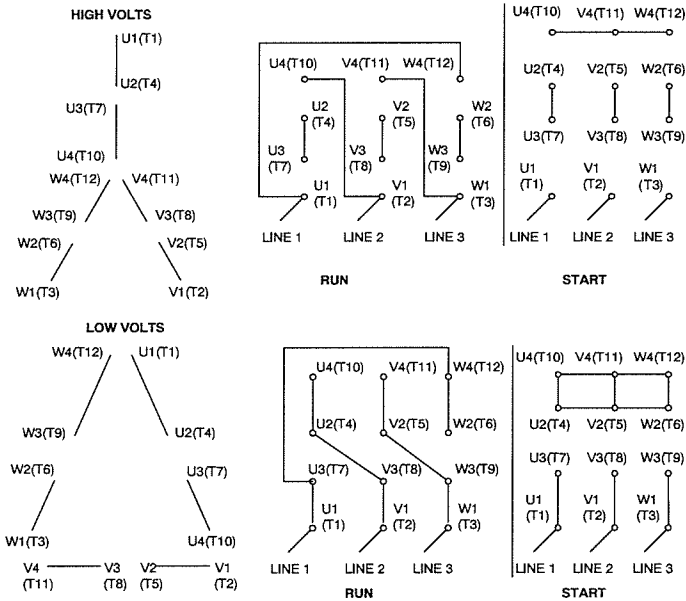 HIGH VOLTS
U1(T1)
U2(T4)
U3(T7)
U4(T10)
W4(T12) V4(T11)
W3(T9) V3(T8)
W2(T6) V2(T5)
W1(T3) V1(T2)
U4(T10) V4(T11) W4(T12)
U2 V2 W2
(T4) (T5) (T6)
U3 V3 W3
(T7) (T8) (T9)
U1 V1 W1
(T1) (T2) (T3)
LINE 1 LINE 2 LINE 3
RUN
U4(T10) V4(T11) W4(T12)
U2(T4) V2(T5) W2(T6)
U3(T7) V3(T8) W3(T9)
U1 V1 W1
(T1) (T2) (T3)
LINE 1 LINE 2 LINE 3
START
LOW VOLTS
W4(T12) U1(T1)
W3(T9) U2(T4)
W2(T6) U3(T7)
W1(T3) U4(T10)
V4 V3 V2 V1
(T11) (T8) (T5) (T2)
U4(T10) V4(T11) W4(T12)
U2(T4) V2(T5) W2(T6)
U3(T7) V3(T8) W3(T9)
U1 V1 W1
(T1) (T2) (T3)
LINE 1 LINE 2 LINE 3
RUN
U4(T10) V4(T11) W4(T12)
U2(T4) V2(T5) W2(T6)
U3(T7) V3(T8) W3(T9)
U1 V1 W1
(T1) (T2) (T3)
LINE 1 LINE 2 LINE 3
START